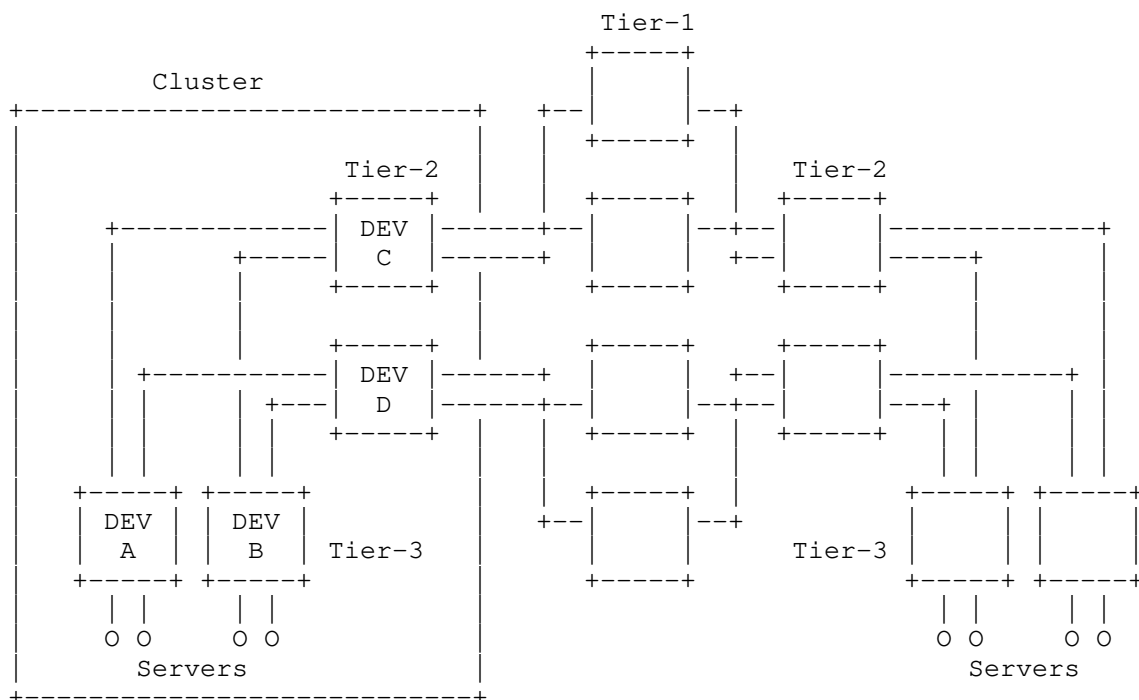 Tier-1
Cluster
Tier-2 Tier-2
DEV
C
DEV
D
DEV DEV
A B Tier-3 Tier-3
O O O O O O O O
Servers Servers